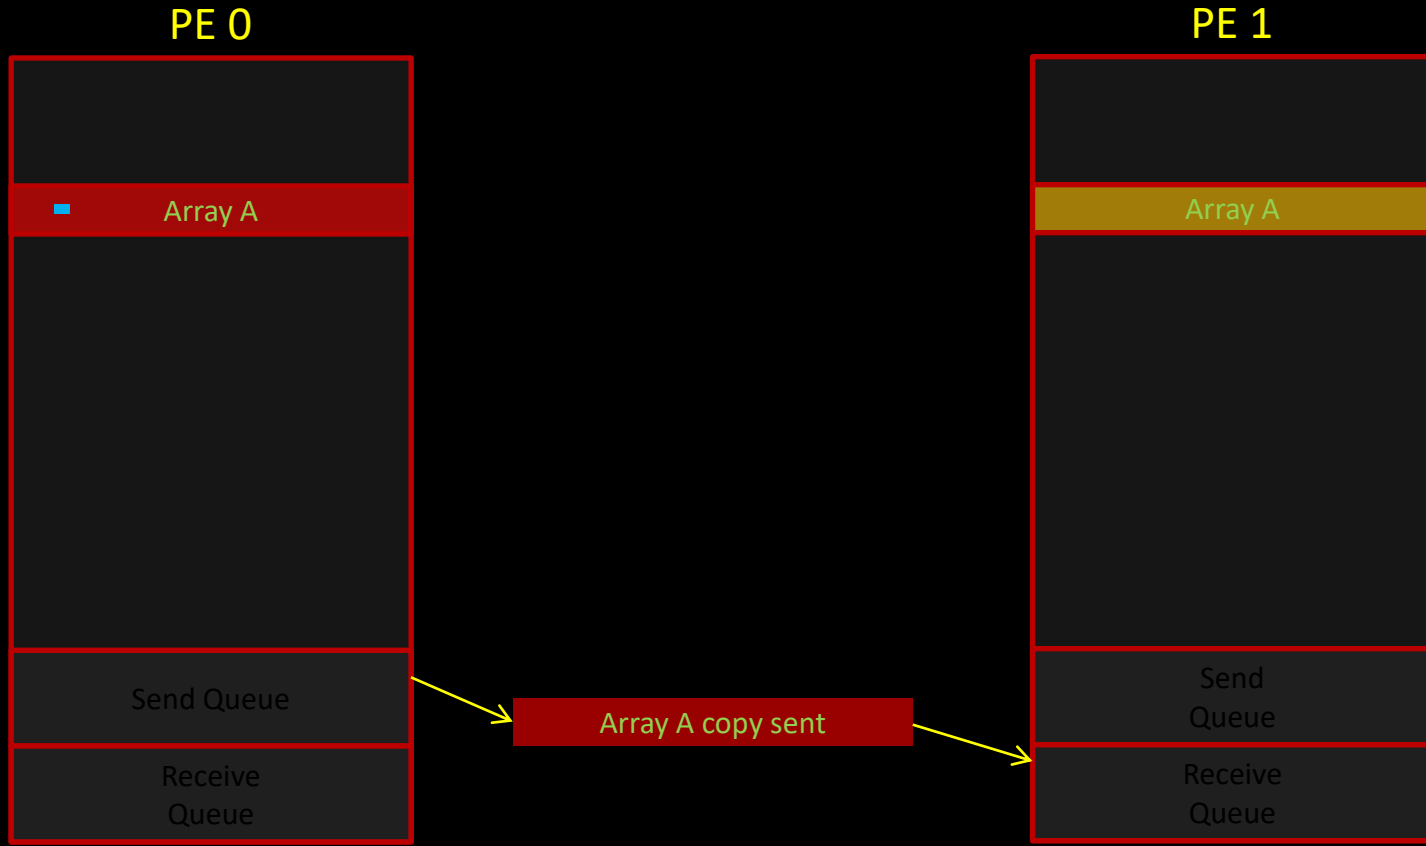 PE 0
PE 1
Array A
Array A
Send Queue
Array A copy sent
Send
Queue
Receive
Queue
Receive
Queue